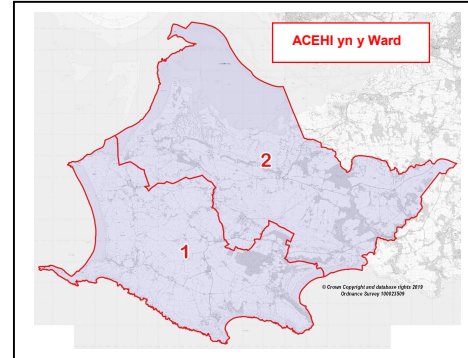 ACEHI yn y Ward
2
1
© Crown Copyright and database rights 2019
Ordnance Survey 100023509